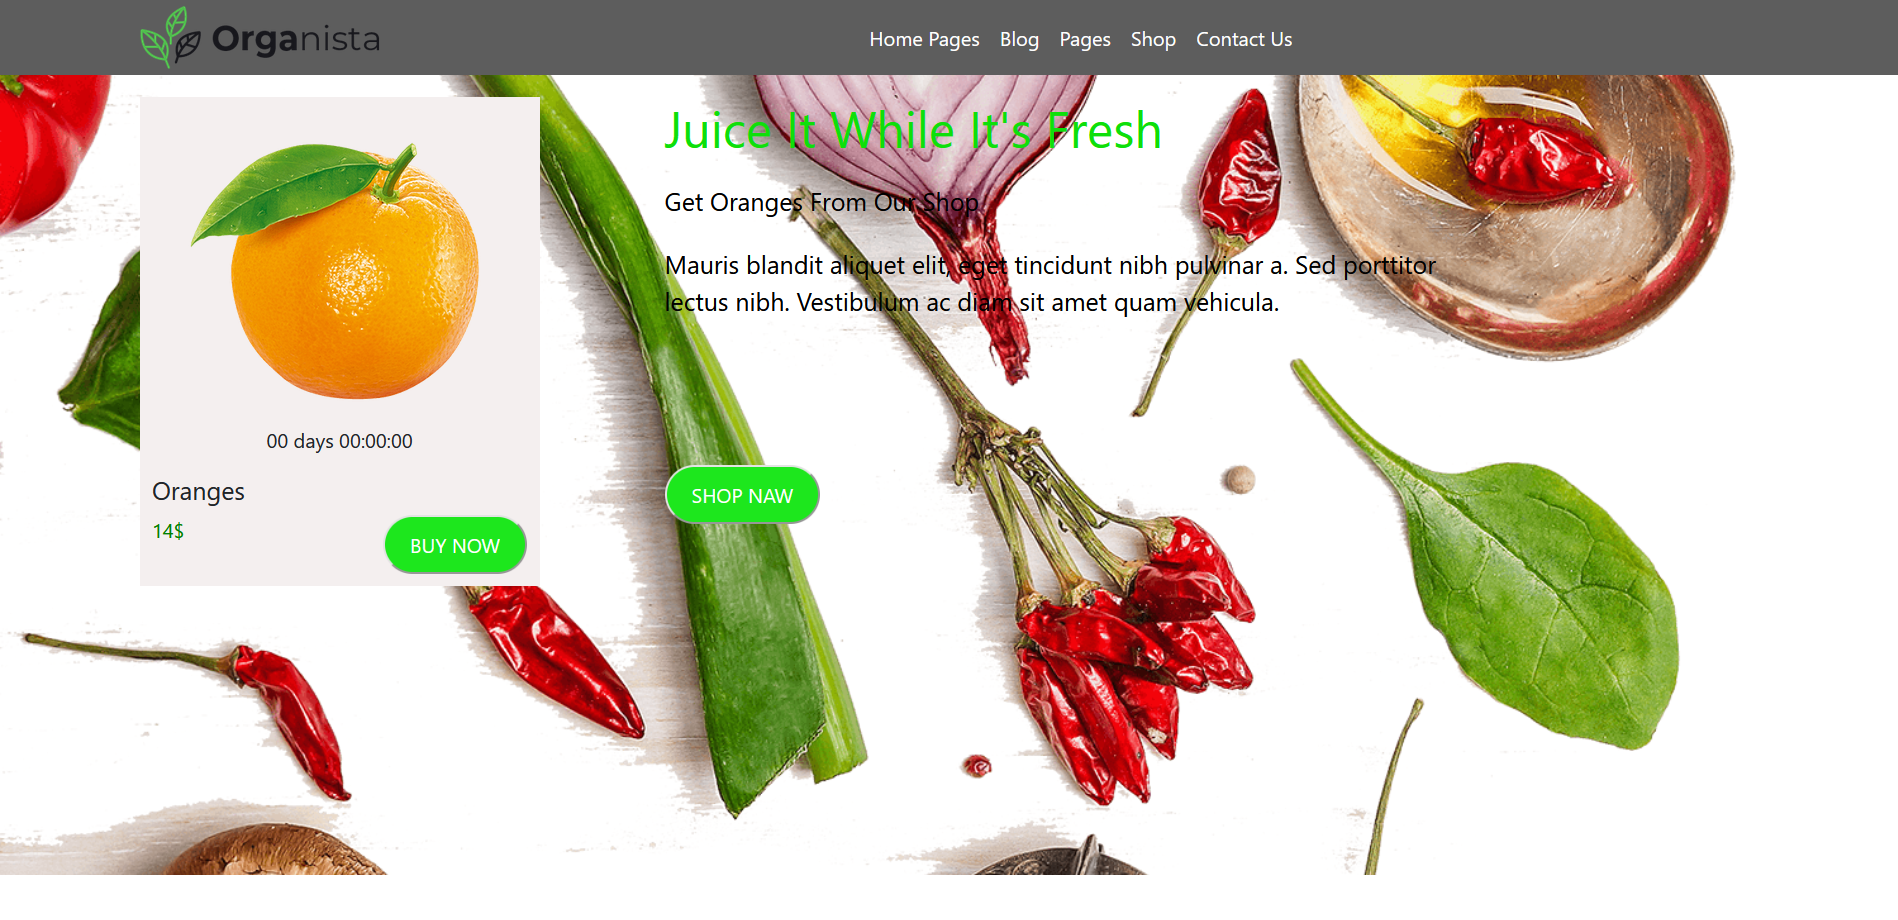 Organista
Home Pages Blog Pages Shop Contact Us
00 days 00:00:00
Oranges
14$
BUY NOW
Juice It While It's Fresh
Get Oranges From Our Shop
Mauris blandit aliquet elit, eget tincidunt nibh pulvinar a. Sed porttitor
lectus nibh. Vestibulum ac diam sit amet quam vehicula.
SHOP NAW